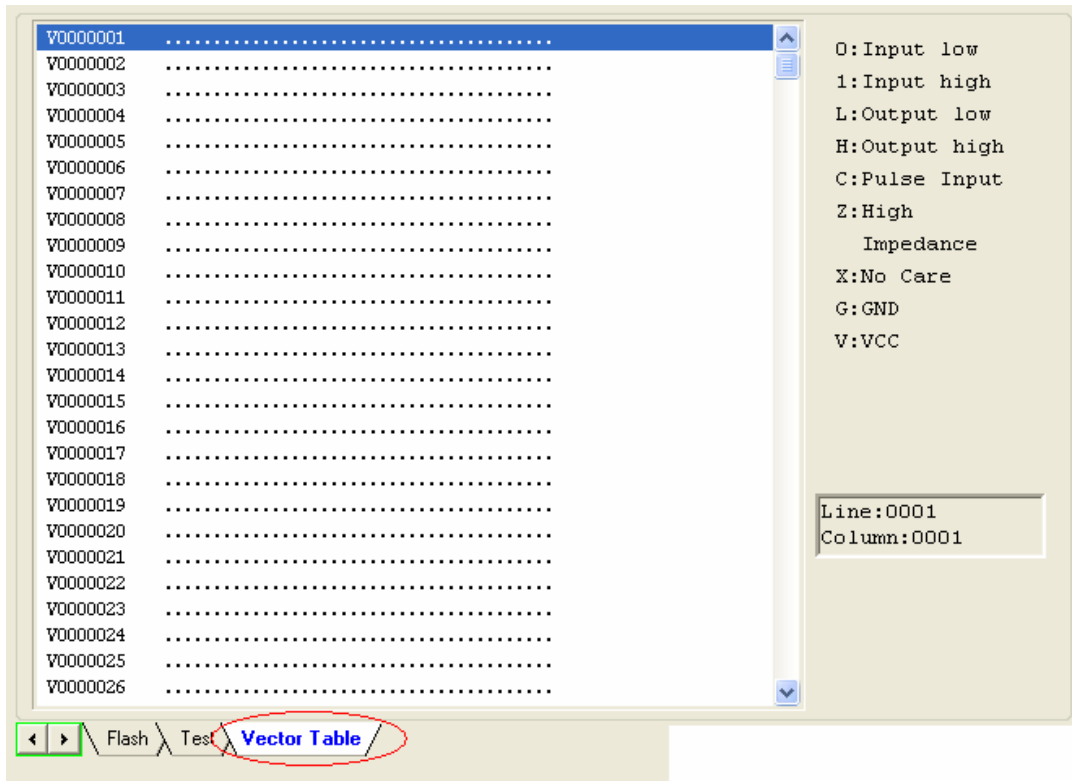 V0000001 ........................................
V0000002 ........................................
V0000003 ........................................
V0000004 ........................................
V0000005 ........................................
V0000006 ........................................
V0000007 ........................................
V0000008 ........................................
V0000009 ........................................
V0000010 ........................................
V0000011 ........................................
V0000012 ........................................
V0000013 ........................................
V0000014 ........................................
V0000015 ........................................
V0000016 ........................................
V0000017 ........................................
V0000018 ........................................
V0000019 ........................................
V0000020 ........................................
V0000021 ........................................
V0000022 ........................................
V0000023 ........................................
V0000024 ........................................
V0000025 ........................................
V0000026 ........................................
0:Input low
1:Input high
L:Output low
H:Output high
C:Pulse Input
Z:High
Impedance
X:No Care
G:GND
V:VCC
Line:0001
Column:0001
Flash Test Vector Table